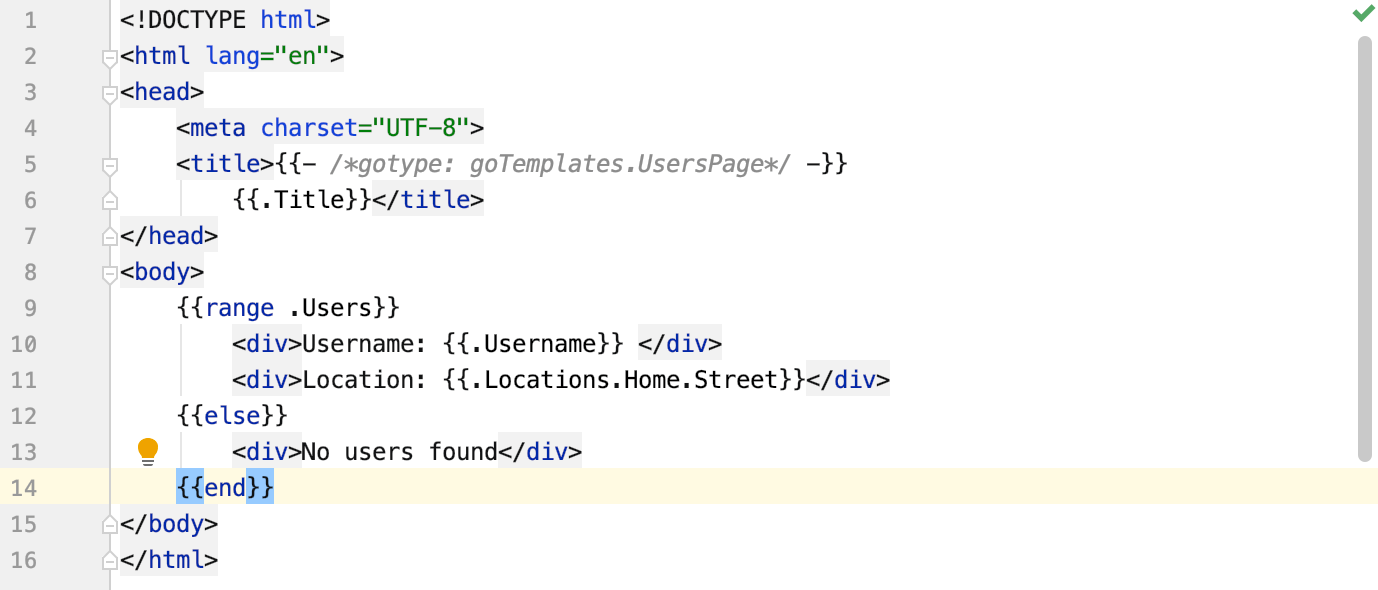 1 <!DOCTYPE html>
2 <html lang="en">
3 <head>
4     <meta charset="UTF-8">
5     <title>{{- /*gotype: goTemplates.UsersPage*/ -}}
6         {{.Title}}</title>
7 </head>
8 <body>
9     {{range .Users}}
10         <div>Username: {{.Username}} </div>
11         <div>Location: {{.Locations.Home.Street}}</div>
12     {{else}}
13         <div>No users found</div>
14     {{end}}
15 </body>
16 </html>